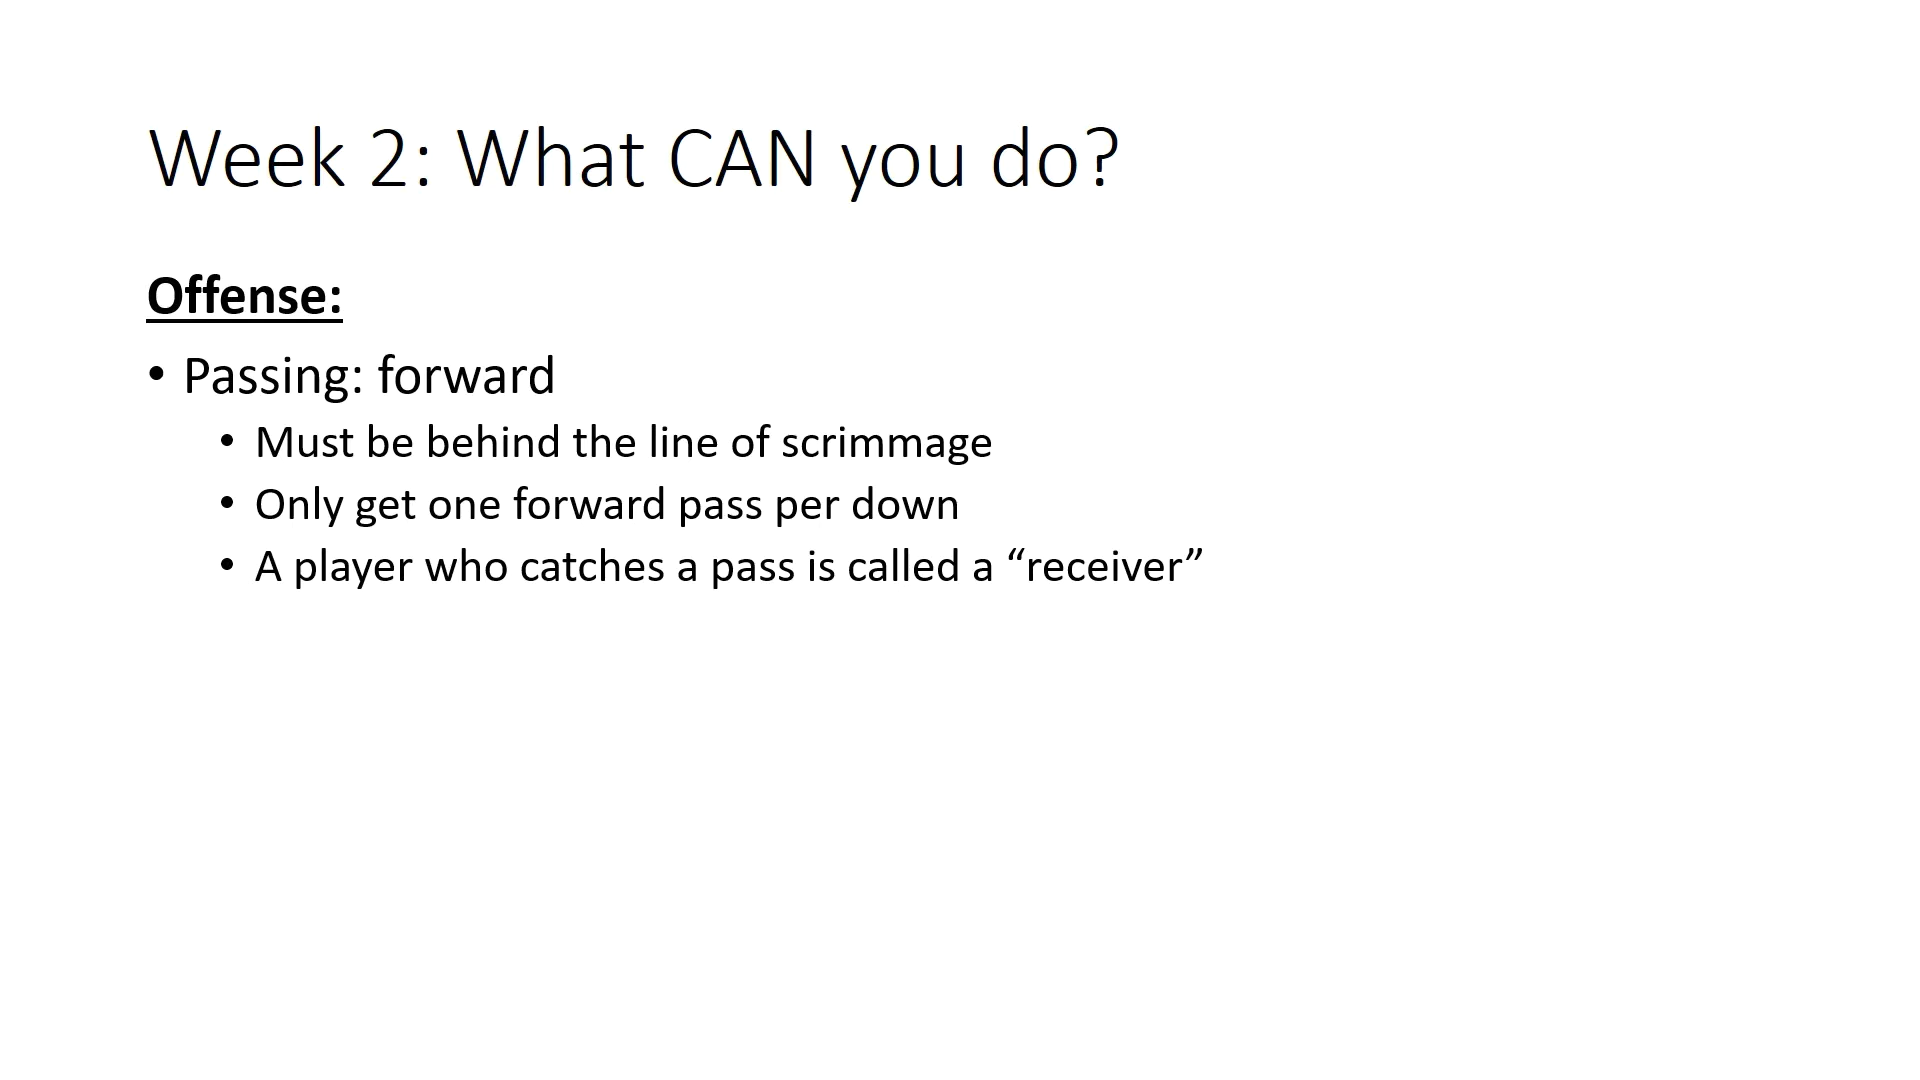 Week 2: What CAN you do?
Offense:
• Passing: forward
• Must be behind the line of scrimmage
• Only get one forward pass per down
• A player who catches a pass is called a “receiver”